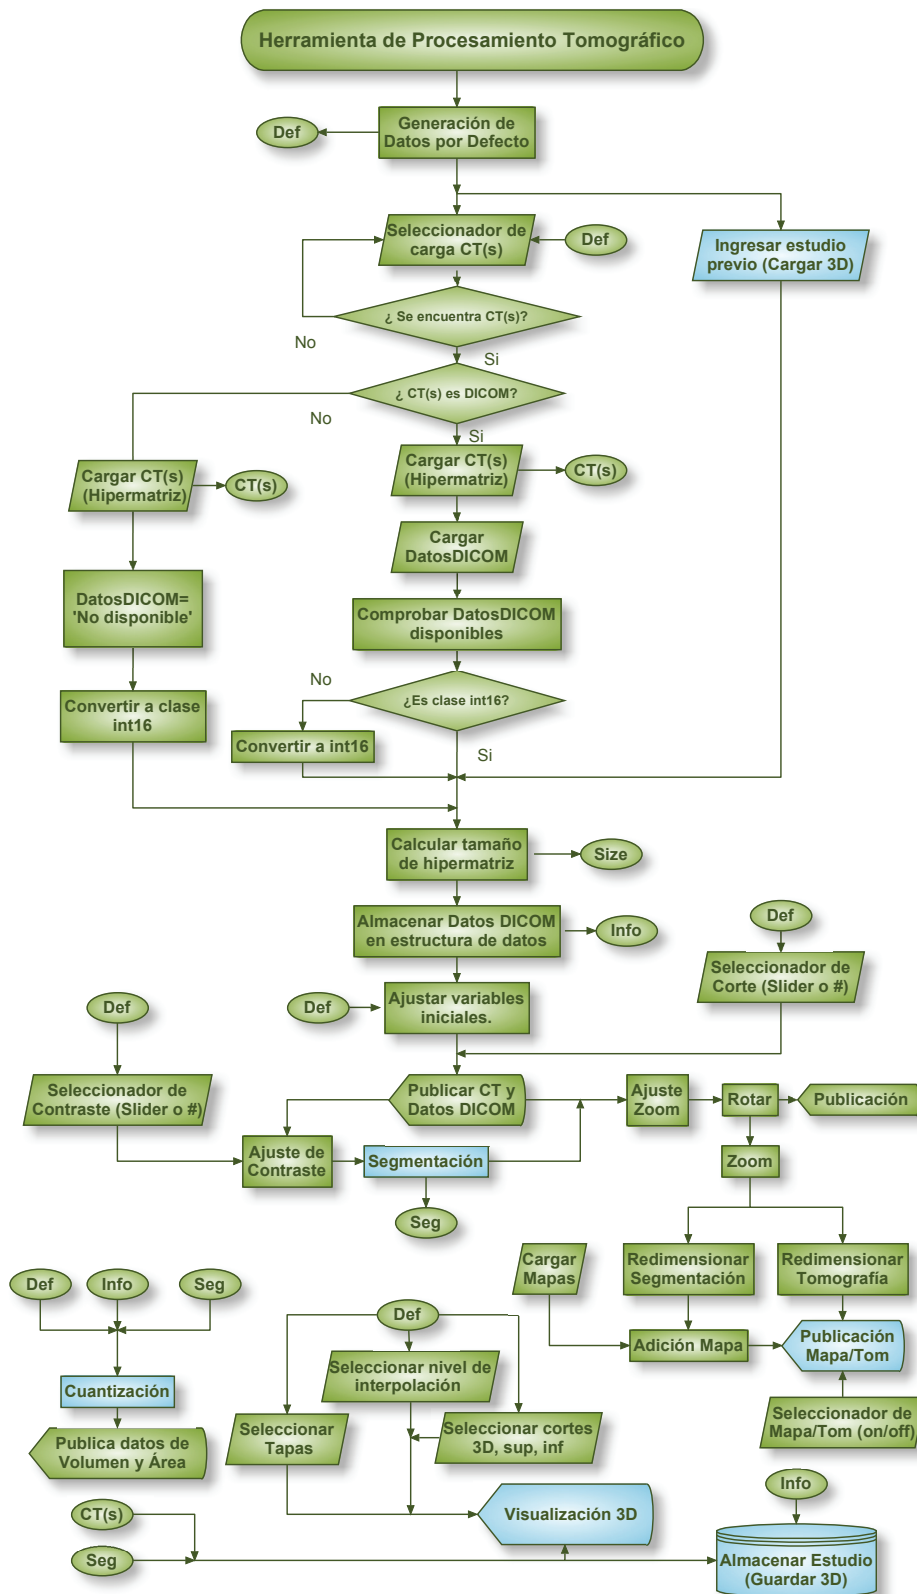 Herramienta de Procesamiento Tomográfico
Generación de
Datos por Defecto
Def
Seleccionador de
carga CT(s)
Def
Ingresar estudio
previo (Cargar 3D)
¿ Se encuentra CT(s)?
No
Si
¿ CT(s) es DICOM?
No
Si
Cargar CT(s)
(Hipermatriz)
CT(s)
Cargar CT(s)
(Hipermatriz)
CT(s)
Cargar
DatosDICOM
DatosDICOM=
'No disponible'
Comprobar DatosDICOM
disponibles
No
¿Es clase int16?
Convertir a clase
int16
Convertir a int16
Si
Calcular tamaño
de hipermatriz
Size
Almacenar Datos DICOM
en estructura de datos
Info
Def
Seleccionador de
Corte (Slider o #)
Def
Def
Ajustar variables
iniciales.
Seleccionador de
Contraste (Slider o #)
Publicar CT y
Datos DICOM
Ajuste
Zoom
Rotar
Publicación
Ajuste de
Contraste
Segmentación
Zoom
Seg
Cargar
Mapas
Redimensionar
Segmentación
Redimensionar
Tomografía
Def
Info
Seg
Def
Adición Mapa
Publicación
Mapa/Tom
Seleccionar nivel de
interpolación
Cuantización
Seleccionar
Tapas
Seleccionar cortes
3D, sup, inf
Seleccionador de
Mapa/Tom (on/off)
Publica datos de
Volumen y Área
CT(s)
Visualización 3D
Info
Seg
Almacenar Estudio
(Guardar 3D)